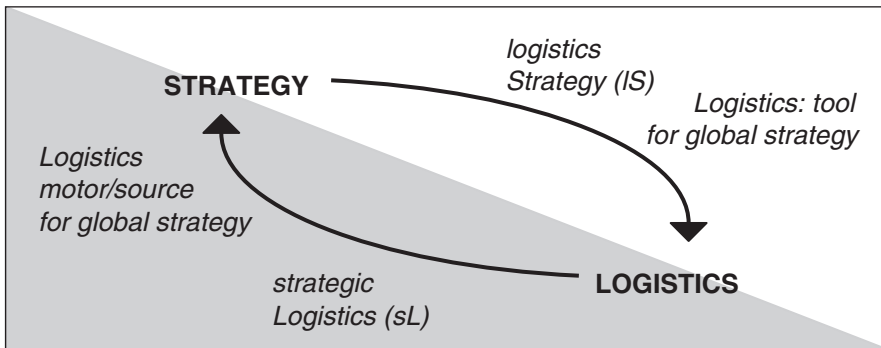 logistics
Strategy (lS)
STRATEGY
Logistics: tool
for global strategy
Logistics
motor/source
for global strategy
strategic
Logistics (sL)
LOGISTICS